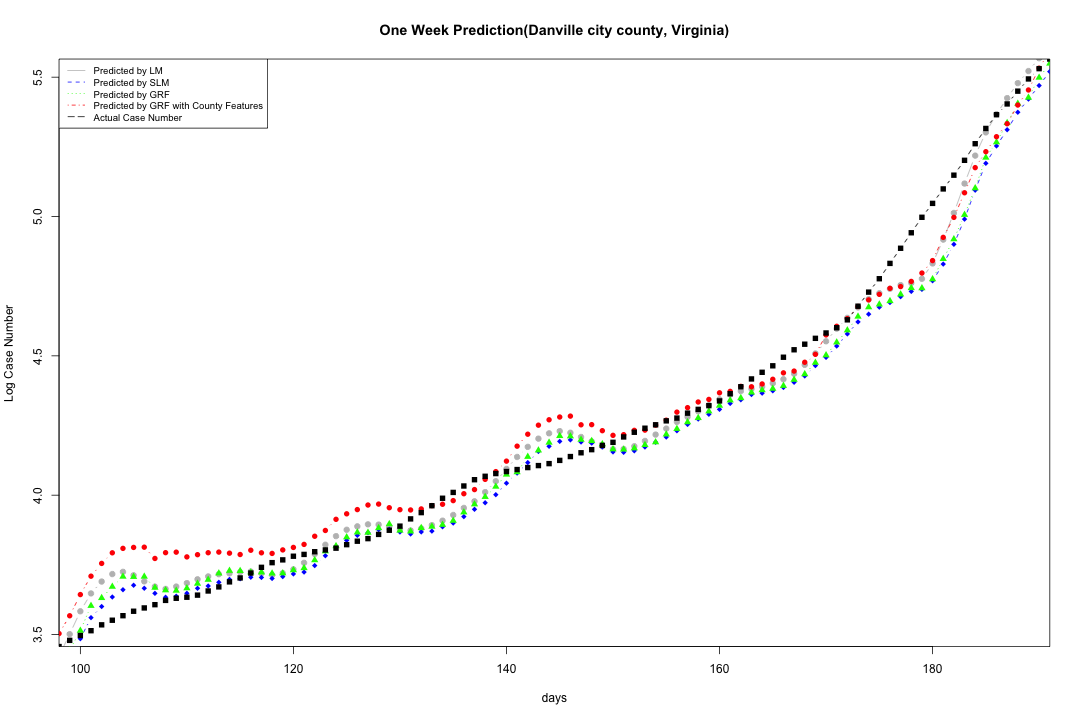 One Week Prediction(Danville city county, Virginia)
Predicted by LM
Predicted by SLM
Predicted by GRF
Predicted by GRF with County Features
Actual Case Number
5.5
5.0
4.5
4.0
3.5
Log Case Number
100 120 140 160 180
days